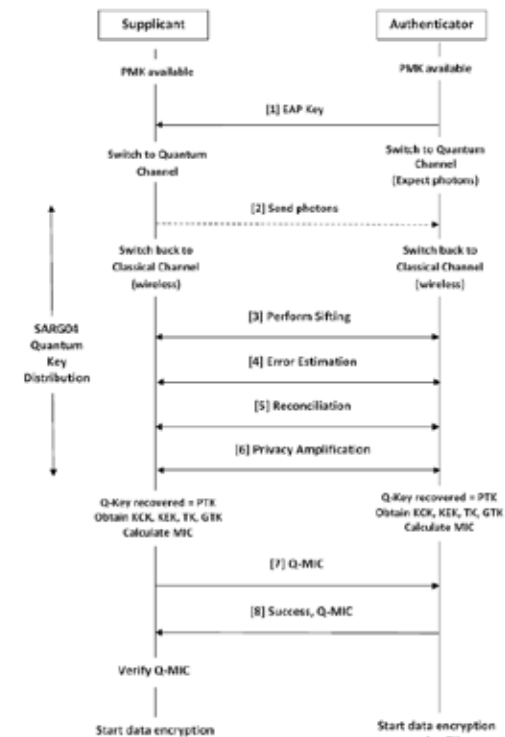 Supplicant
Authenticator
PMK available
PMK available
[1] EAP Key
Switch to Quantum
Channel
Switch to Quantum
Channel
(Expect photons)
[2] Send photons
Switch back to
Classical Channel
(wireless)
Switch back to
Classical Channel
(wireless)
[3] Perform Sifting
SARG04
Quantum
Key
Distribution
[4] Error Estimation
[5] Reconciliation
[6] Privacy Amplification
Q-Key recovered = PTK
Obtain KCK, KEK, TK, GTK
Calculate MIC
Q-Key recovered = PTK
Obtain KCK, KEK, TK, GTK
Calculate MIC
[7] Q-MIC
[8] Success, Q-MIC
Verify Q-MIC
Start data encryption
Start data encryption